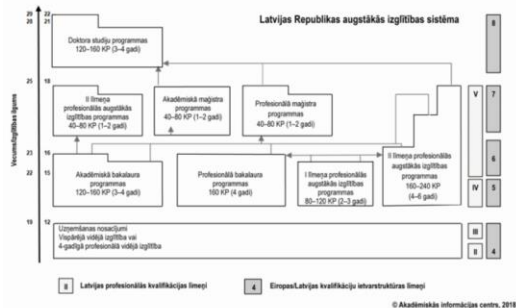 Latvijas Republikas augstākās izglītības sistēma
Vecums/Izglītības ilgums
29 22
28 21
Doktora studiju programmas
120–160 KP (3–4 gadi)
8
25 18
II līmeņa
profesionālās augstākās
izglītības programmas
40–80 KP (1–2 gadi)
Akadēmiskā maģistra
programmas
40–80 KP (1–2 gadi)
Profesionālā maģistra
programmas
40–80 KP (1–2 gadi)
V
7
23 16
22 15
Akadēmiskā bakalaura
programmas
120–160 KP (3–4 gadi)
Profesionālā bakalaura
programmas
160 KP (4 gadi)
I līmeņa profesionālās
augstākās izglītības
programmas
80–120 KP (2–3 gadi)
II līmeņa profesionālās
augstākās izglītības
programmas
160–240 KP
(4–6 gadi)
6
IV
5
19 12
Uzņemšanas nosacījumi
Vispārējā vidējā izglītība vai
4-gadīgā profesionālā vidējā izglītība
III
II
4
II Latvijas profesionālās kvalifikācijas līmeņi
4 Eiropas/Latvijas kvalifikāciju ietvarstruktūras līmeņi
© Akadēmiskās informācijas centrs, 2018